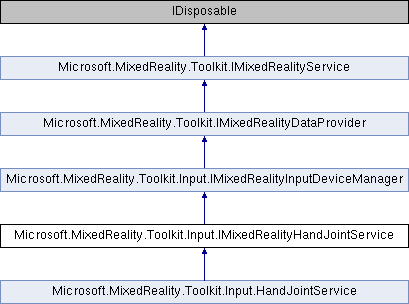 IDisposable
Microsoft.MixedReality.Toolkit.IMixedRealityService
Microsoft.MixedReality.Toolkit.IMixedRealityDataProvider
Microsoft.MixedReality.Toolkit.Input.IMixedRealityInputDeviceManager
Microsoft.MixedReality.Toolkit.Input.IMixedRealityHandJointService
Microsoft.MixedReality.Toolkit.Input.HandJointService